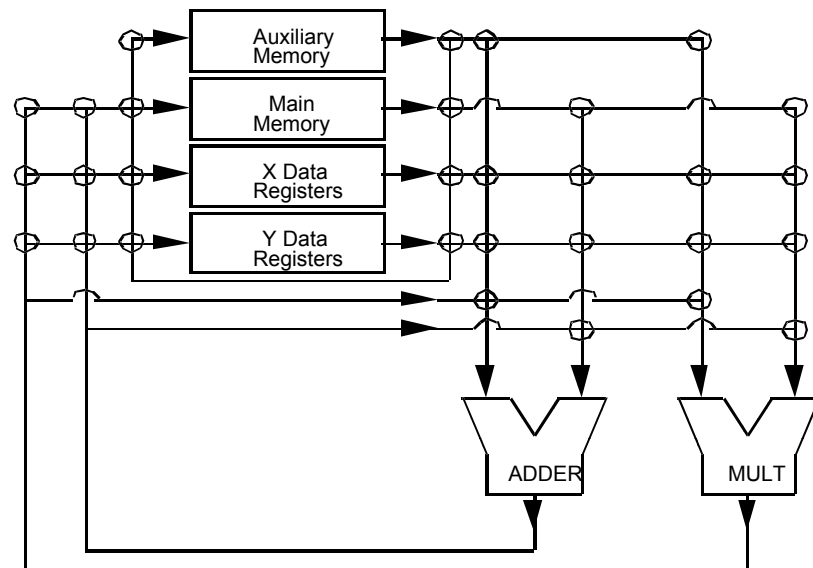 Auxiliary
Memory
Main
Memory
X Data
Registers
Y Data
Registers
ADDER
MULT